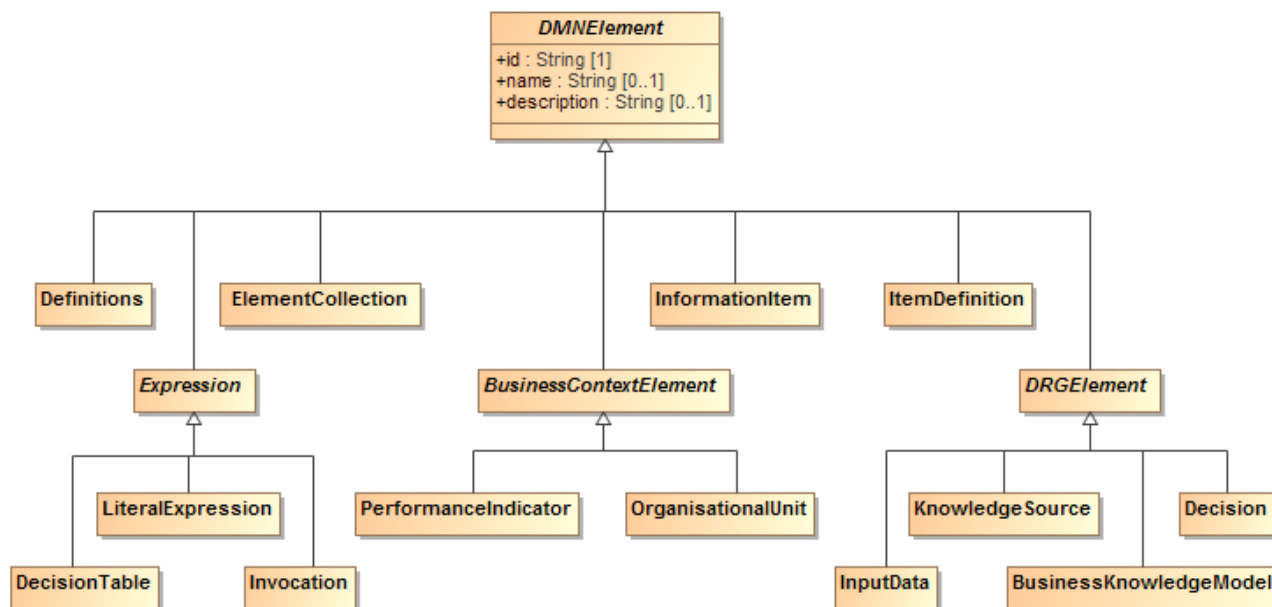 DMNElement
+id : String [1]
+name : String [0..1]
+description : String [0..1]
Definitions
ElementCollection
InformationItem
ItemDefinition
Expression
BusinessContextElement
DRGElement
LiteralExpression
PerformanceIndicator
OrganisationalUnit
KnowledgeSource
Decision
DecisionTable
Invocation
InputData
BusinessKnowledgeModel